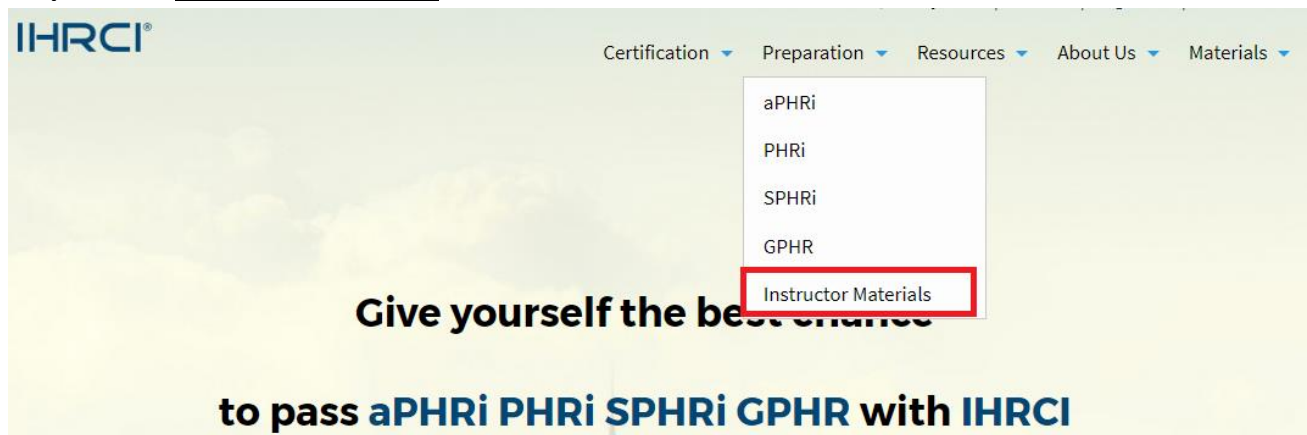 IHRCI®
Certification Preparation Resources About Us Materials
aPHRi
PHRi
SPHRi
GPHR
Instructor Materials
Give yourself the best chance
to pass aPHRi PHRi SPHRi GPHR with IHRCI